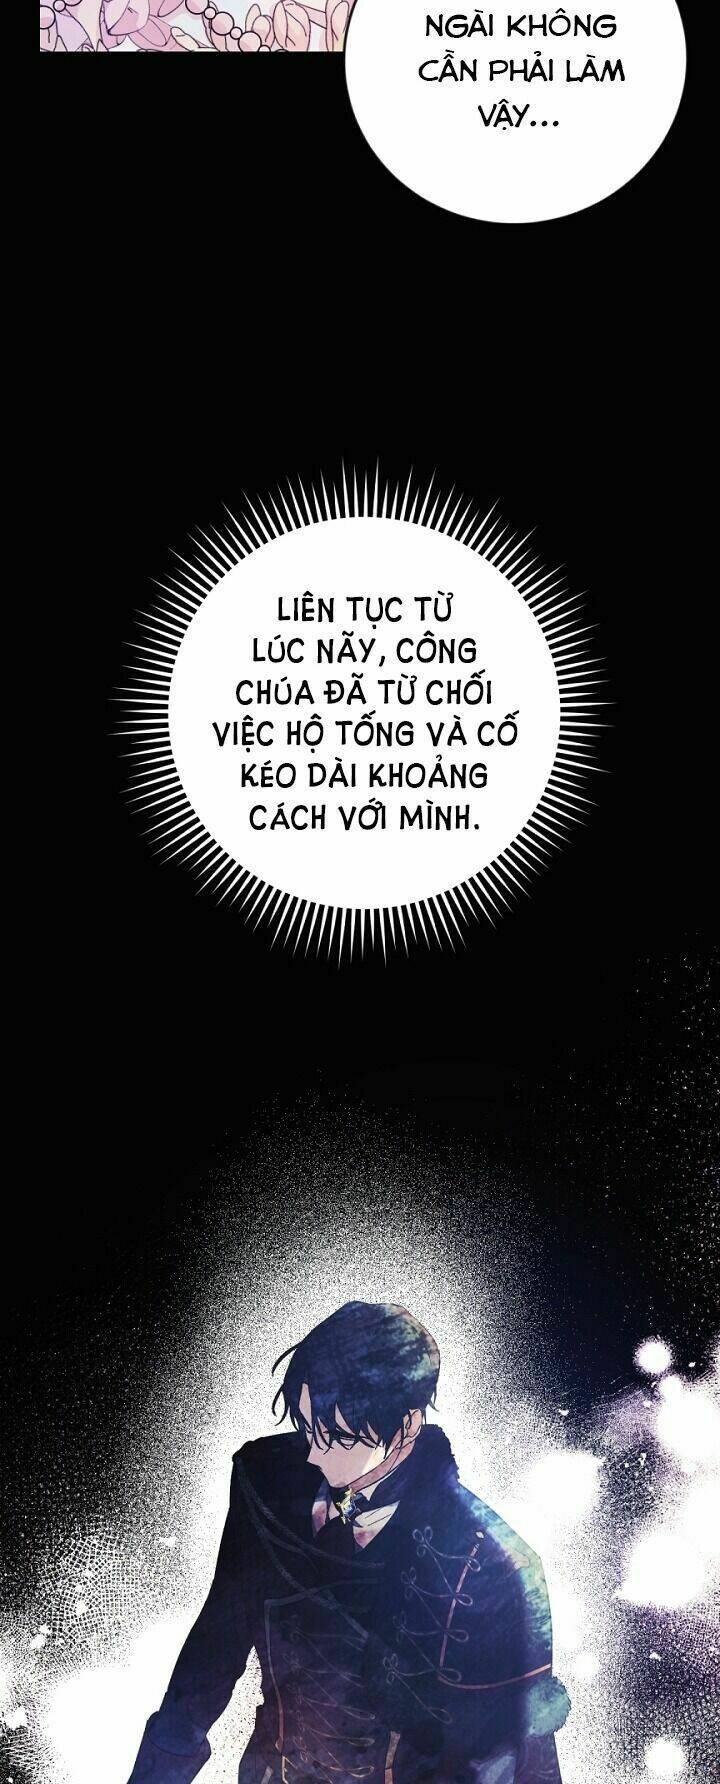 NGÀI KHÔNG
CẦN PHẢI LÀM
VẬY...
LIÊN TỤC TỪ
LÚC NÃY, CÔNG
CHÚA ĐÃ TỪ CHỐI
VIỆC HỘ TỐNG VÀ CỐ
KÉO DÀI KHOẢNG
CÁCH VỚI MÌNH.